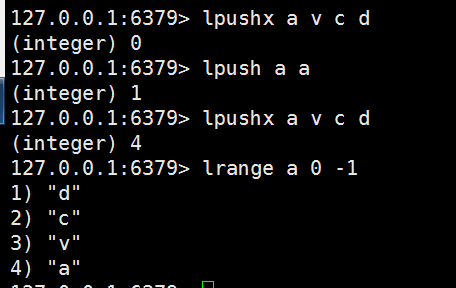 127.0.0.1:6379> lpushx a v c d
(integer) 0
127.0.0.1:6379> lpush a a
(integer) 1
127.0.0.1:6379> lpushx a v c d
(integer) 4
127.0.0.1:6379> lrange a 0 -1
1) "d"
2) "c"
3) "v"
4) "a"
127.0.0.1:6379>